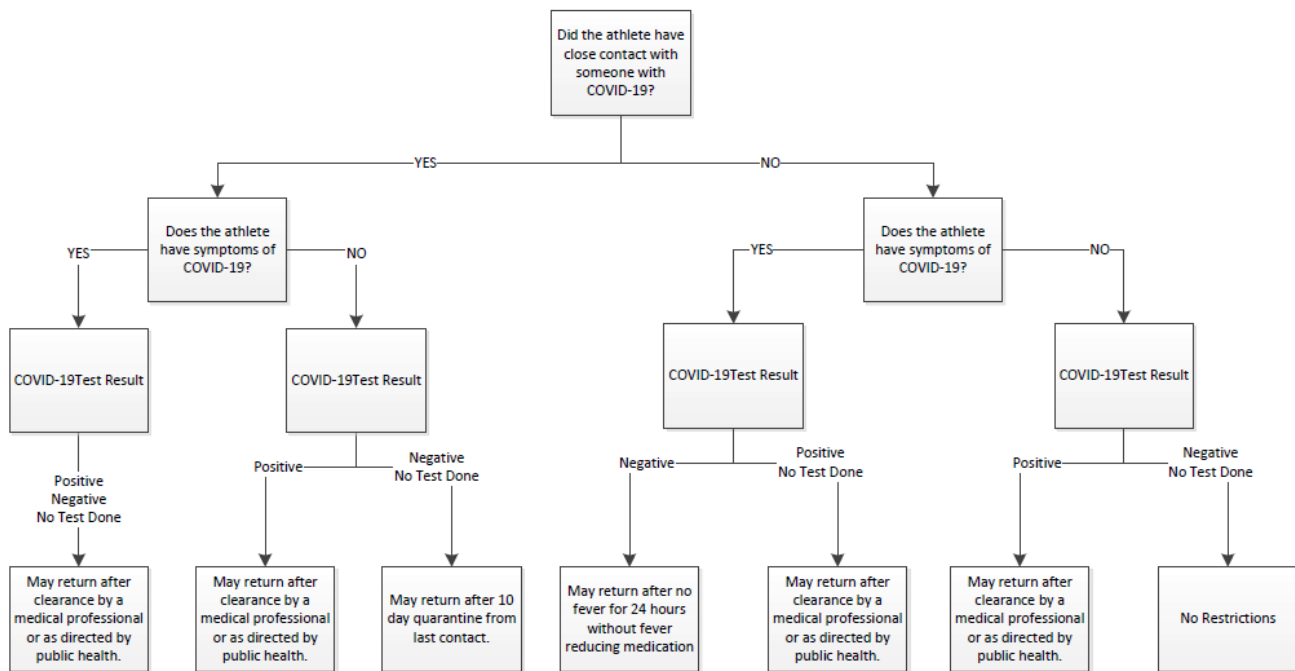 Did the athlete have
close contact with
someone with
COVID-19?
YES
NO
Does the athlete
have symptoms of
COVID-19?
YES
NO
Does the athlete
have symptoms of
COVID-19?
YES
NO
COVID-19Test Result
COVID-19Test Result
COVID-19Test Result
COVID-19Test Result
Positive
Negative
No Test Done
Positive
Negative
No Test Done
Negative
Positive
No Test Done
Positive
Negative
No Test Done
May return after
clearance by a
medical professional
or as directed by
public health.
May return after
clearance by a
medical professional
or as directed by
public health.
May return after 10
day quarantine from
last contact.
May return after no
fever for 24 hours
without fever
reducing medication
May return after
clearance by a
medical professional
or as directed by
public health.
May return after
clearance by a
medical professional
or as directed by
public health.
No Restrictions